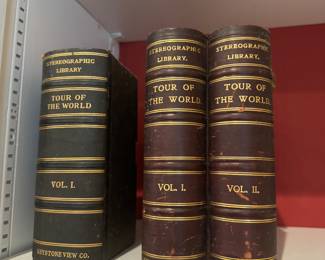 STEREOGRAPHIC
LIBRARY
TOUR OF
THE WORLD
VOL. I.
KEYSTONE VIEW CO.
STEREOGRAPHIC
LIBRARY.
TOUR OF
THE WORLD.
VOL. I.
STEREOGRAPHIC
LIBRARY.
TOUR OF
THE WORLD.
VOL. II.